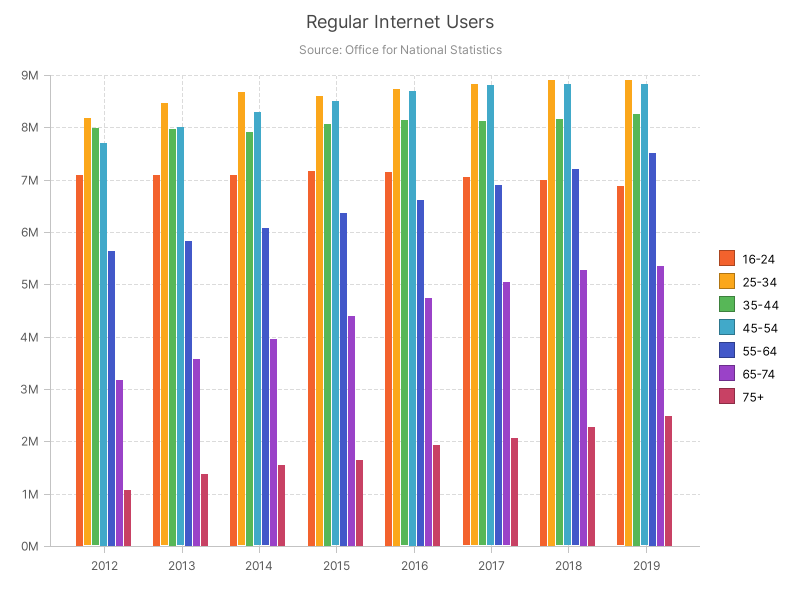 Regular Internet Users
Source: Office for National Statistics
9M
8M
7M
6M
5M
4M
3M
2M
1M
0M
2012 2013 2014 2015 2016 2017 2018 2019
16-24
25-34
35-44
45-54
55-64
65-74
75+